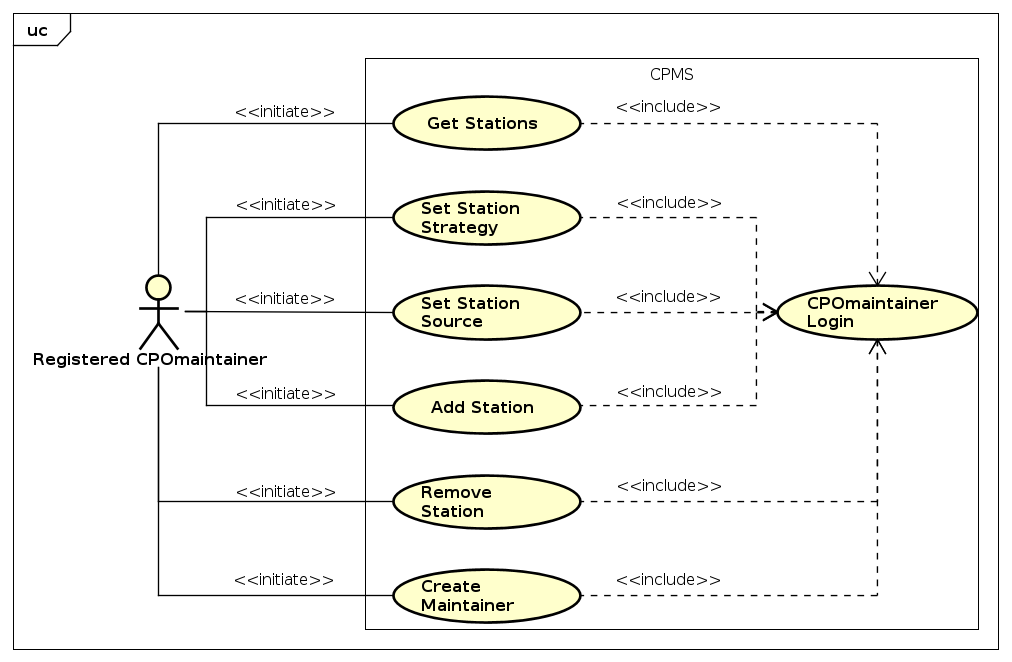 uc
CPMS
<<initiate>>
Get Stations
<<include>>
<<initiate>>
Set Station
Strategy
<<include>>
<<initiate>>
Set Station
Source
<<include>>
CPOmaintainer
Login
Registered CPOmaintainer
<<initiate>>
Add Station
<<include>>
<<initiate>>
Remove
Station
<<include>>
<<initiate>>
Create
Maintainer
<<include>>